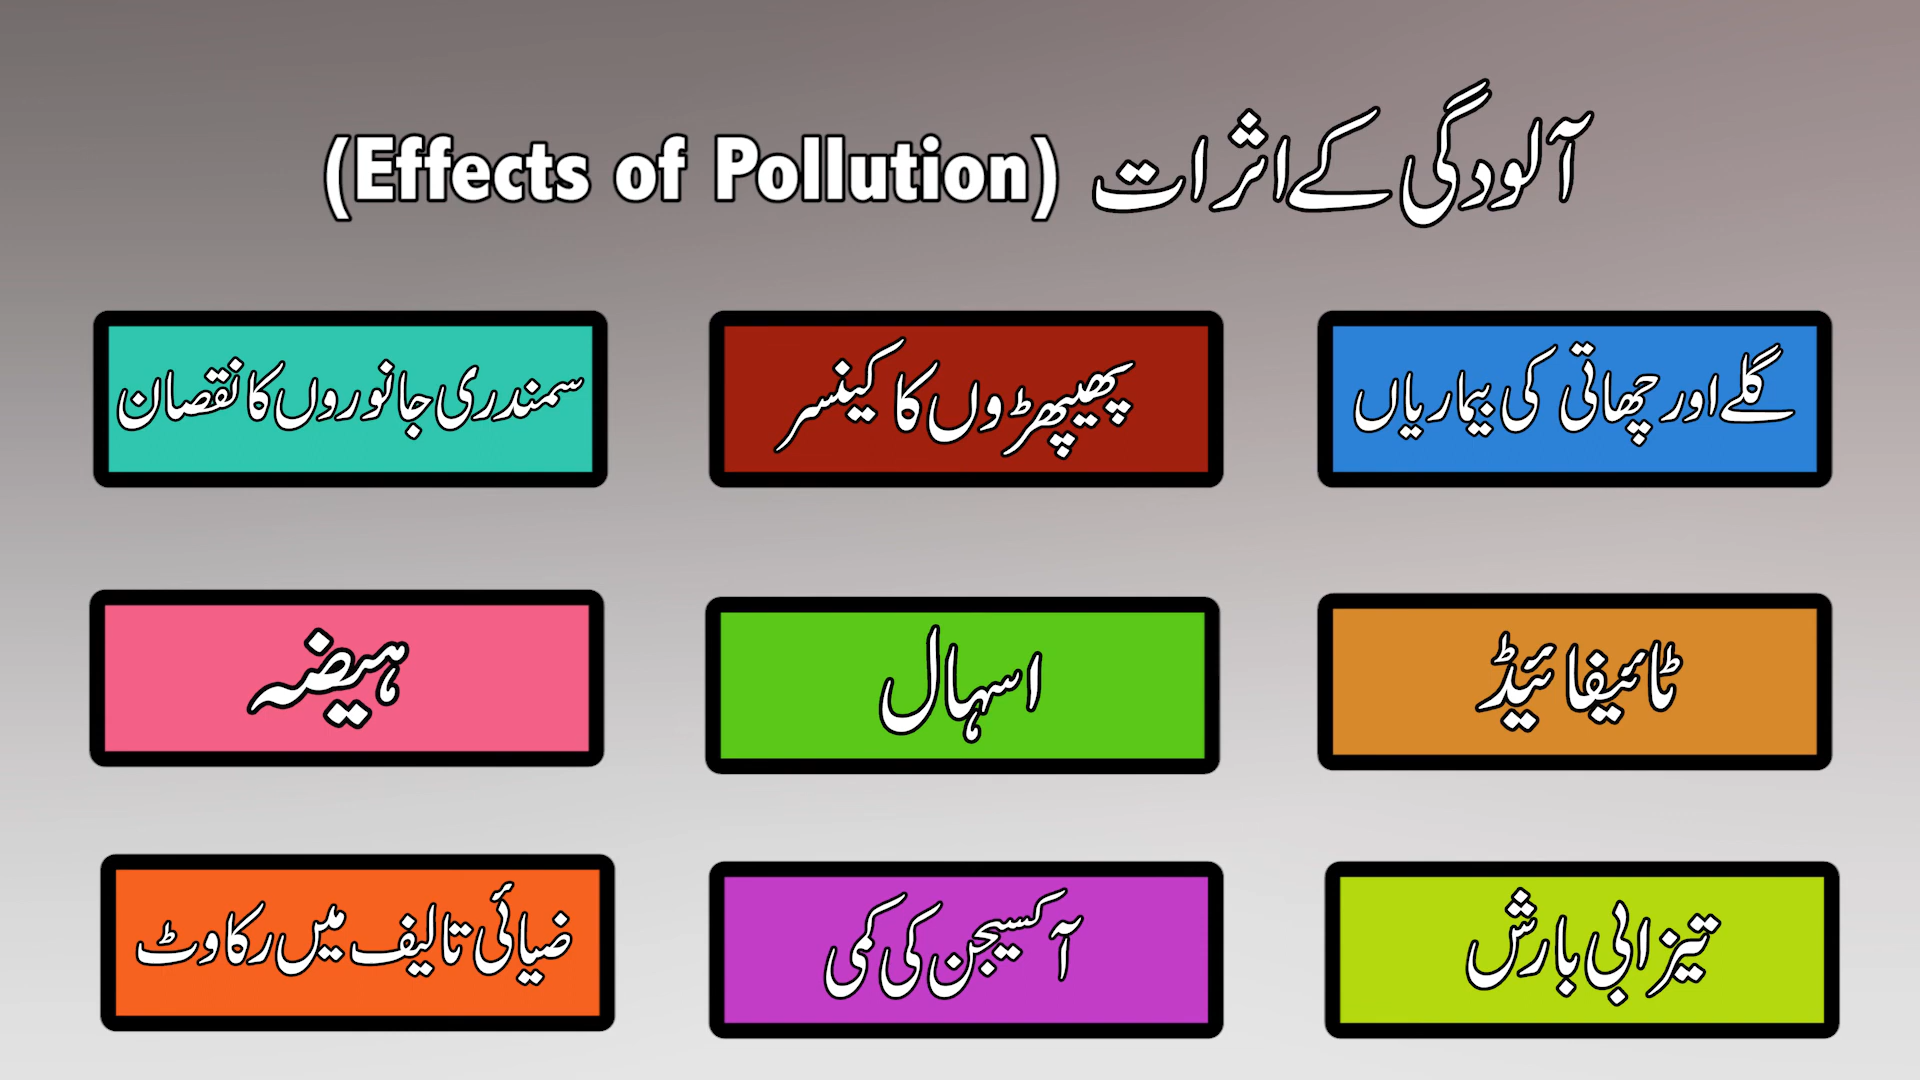 آلودگی کے اثرات (Effects of Pollution)
گلے اور چھاتی کی بیماریاں
پھیپھڑوں کا کینسر
سمندری جانوروں کا نقصان
ٹائیفائیڈ
اسہال
ہیضہ
تیزابی بارش
آکسیجن کی کمی
ضیائی تالیف میں رکاوٹ